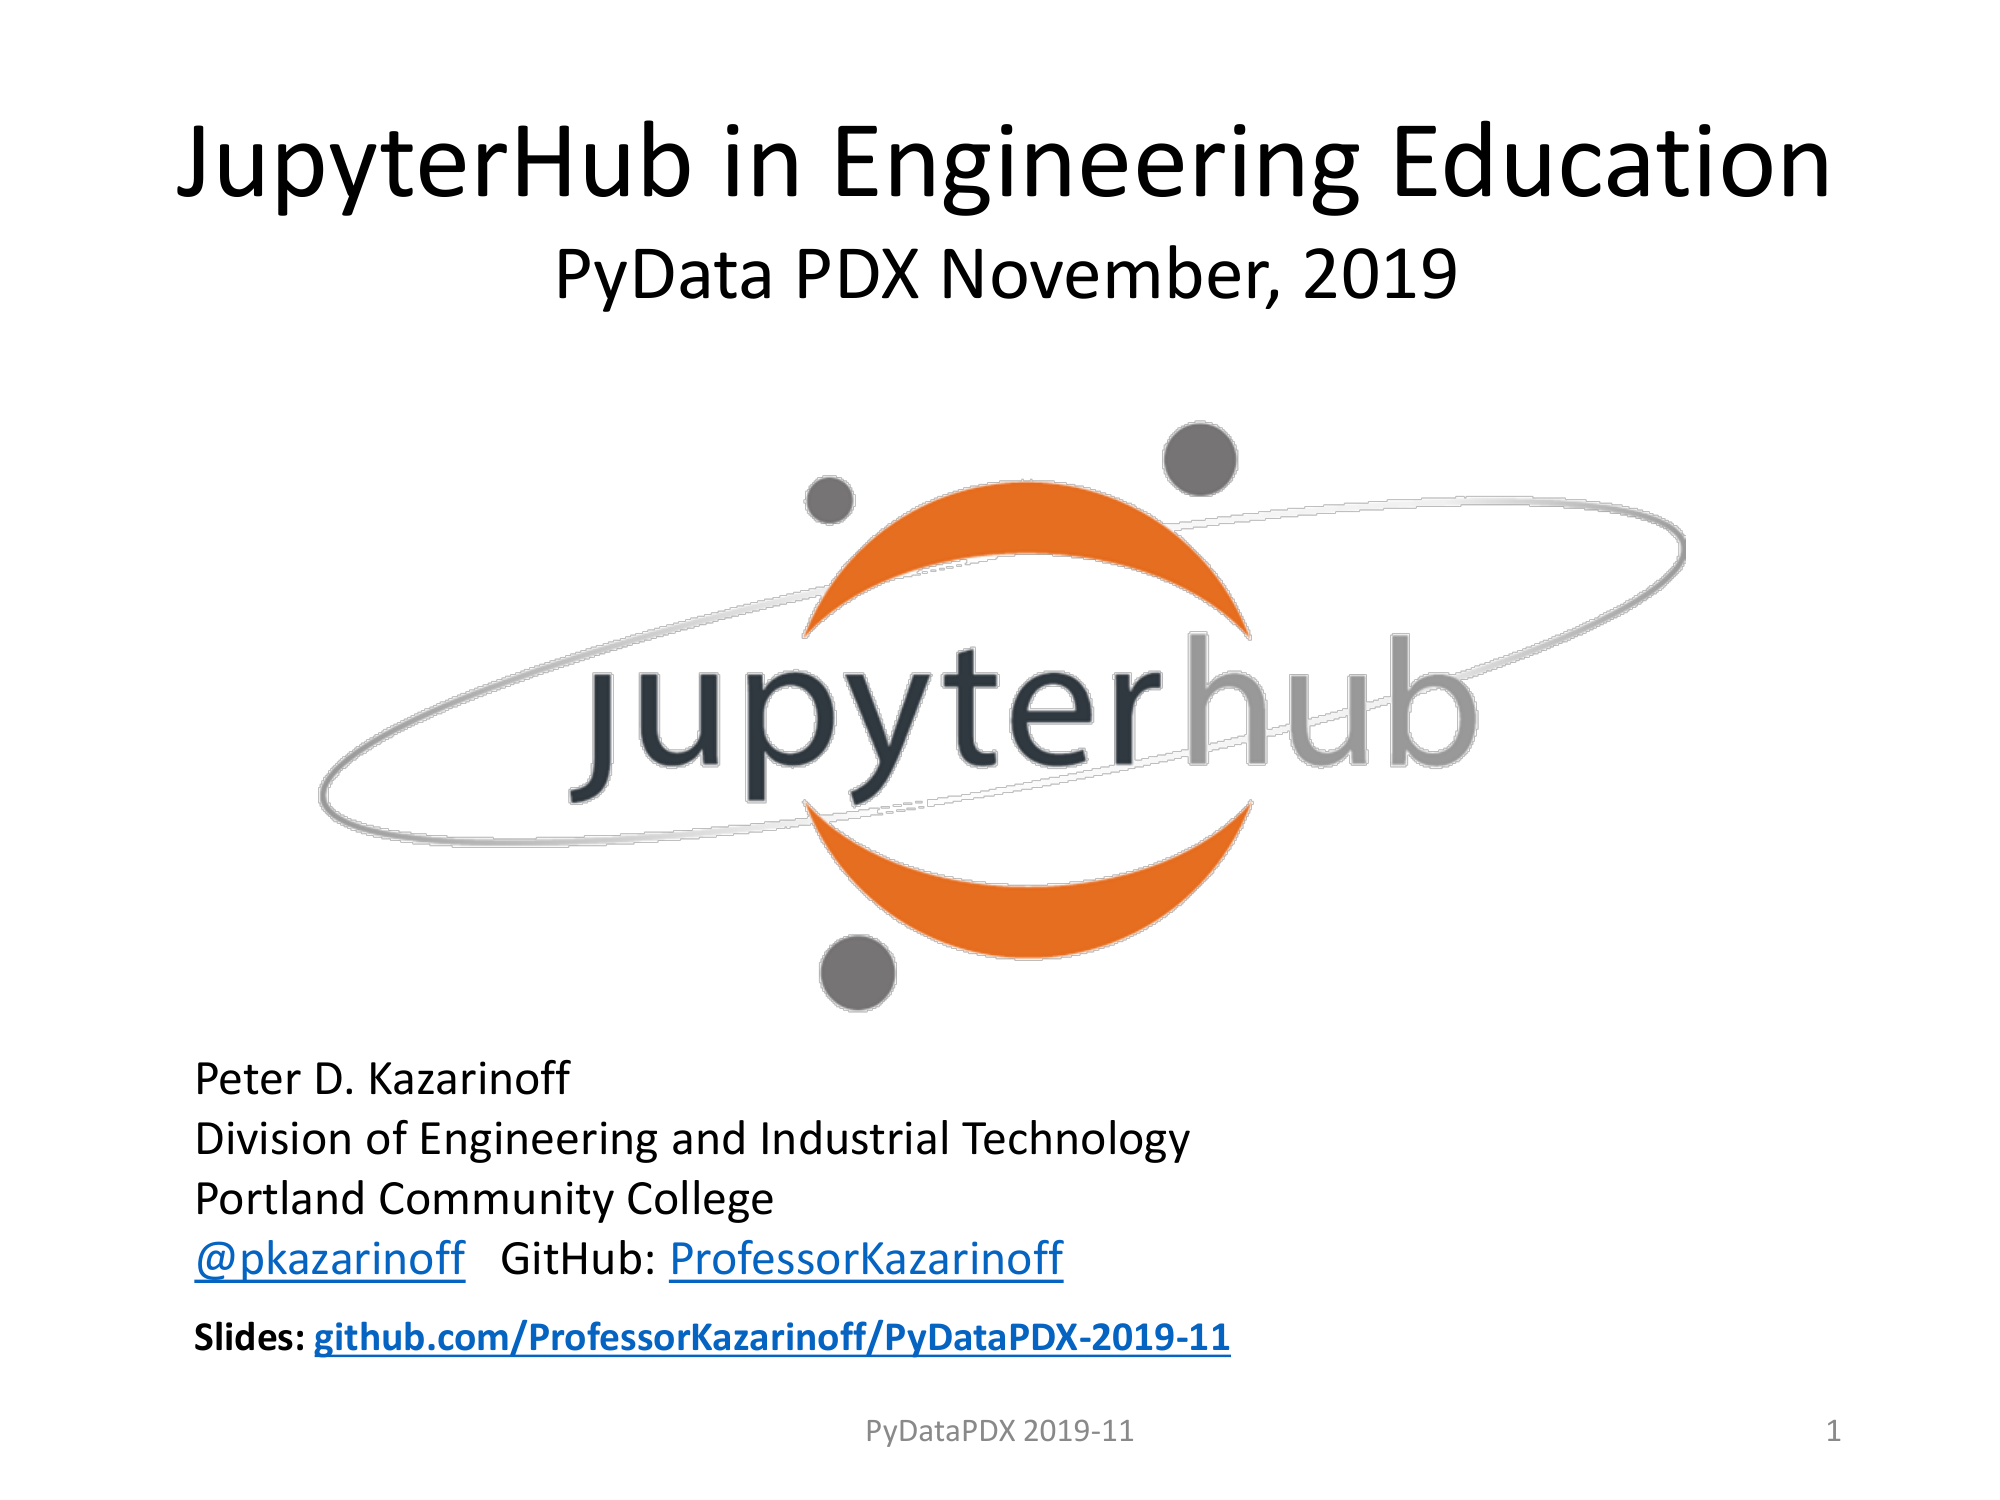 JupyterHub in Engineering Education
PyData PDX November, 2019
jupyterhub
Peter D. Kazarinoff
Division of Engineering and Industrial Technology
Portland Community College
@pkazarinoff GitHub: ProfessorKazarinoff
Slides: github.com/ProfessorKazarinoff/PyDataPDX-2019-11
PyDataPDX 2019-11
1